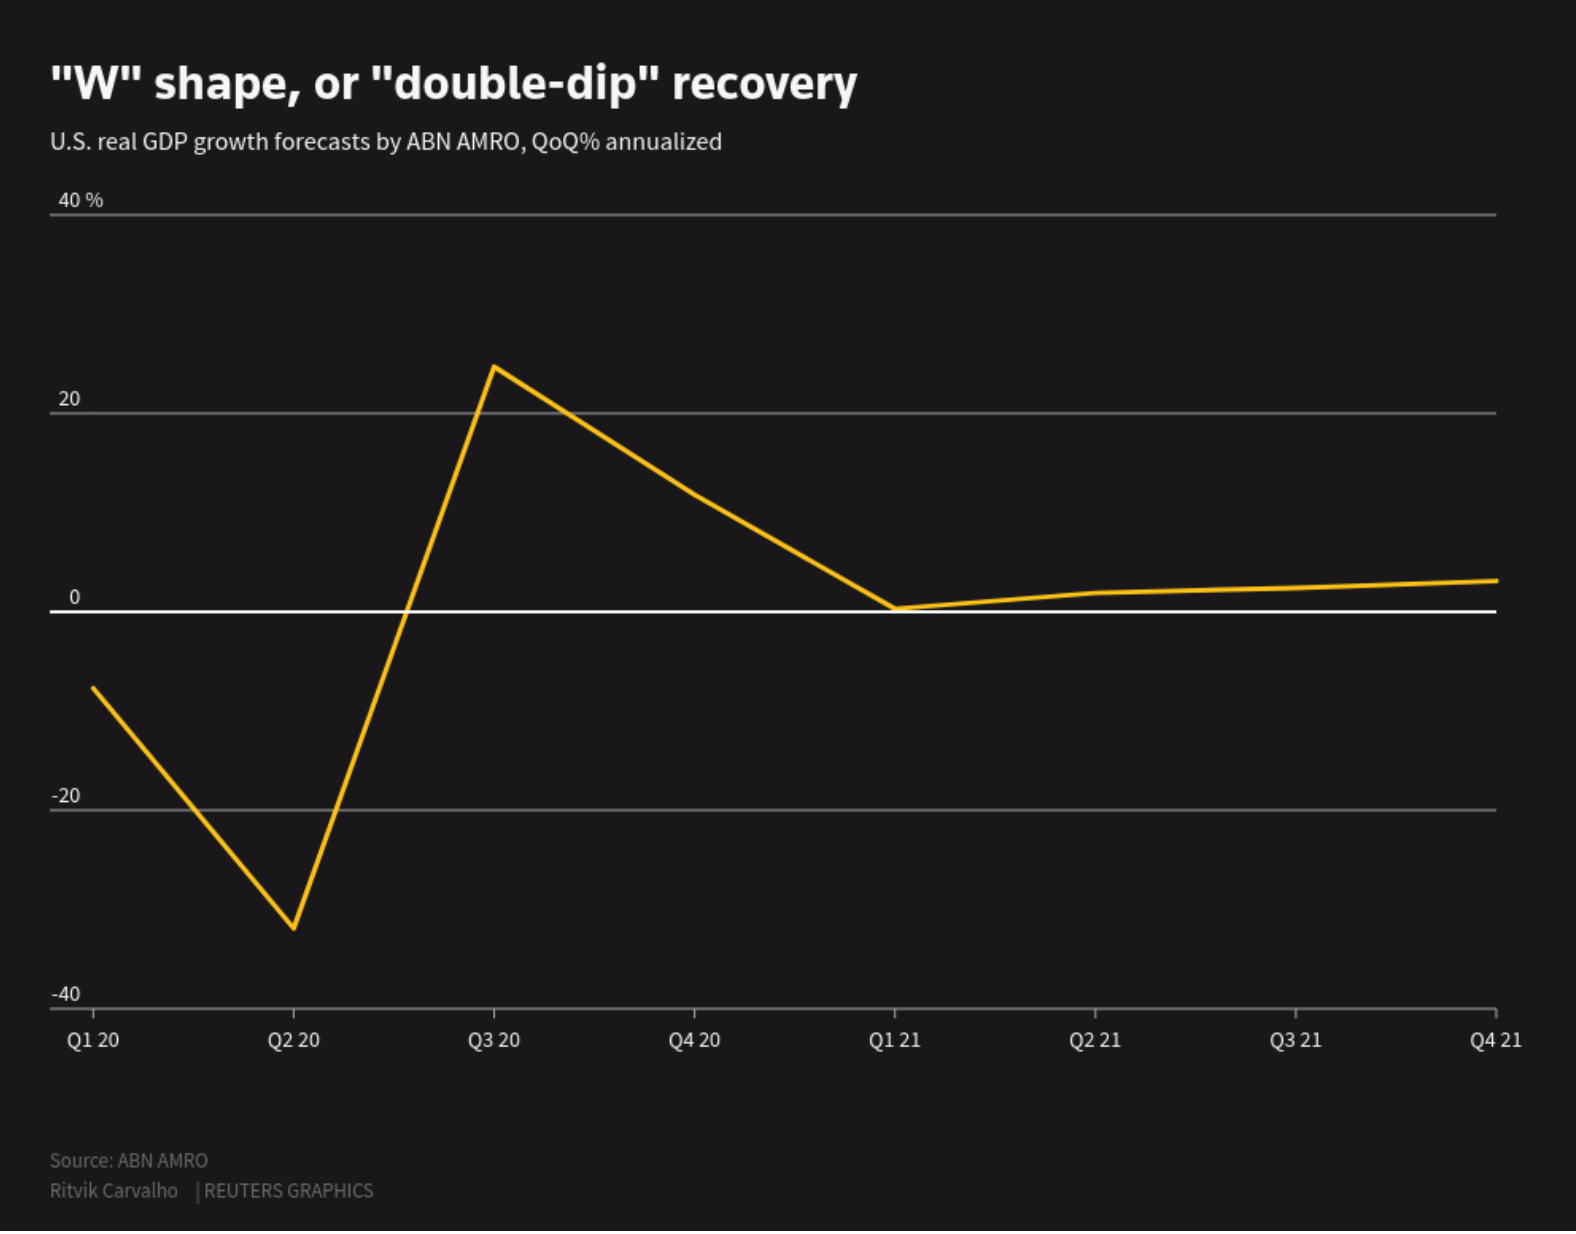 "W" shape, or "double-dip" recovery
U.S. real GDP growth forecasts by ABN AMRO, QoQ% annualized
40 %
20
0
-20
-40
Q1 20 Q2 20 Q3 20 Q4 20 Q1 21 Q2 21 Q3 21 Q4 21
Source: ABN AMRO
Ritvik Carvalho | REUTERS GRAPHICS